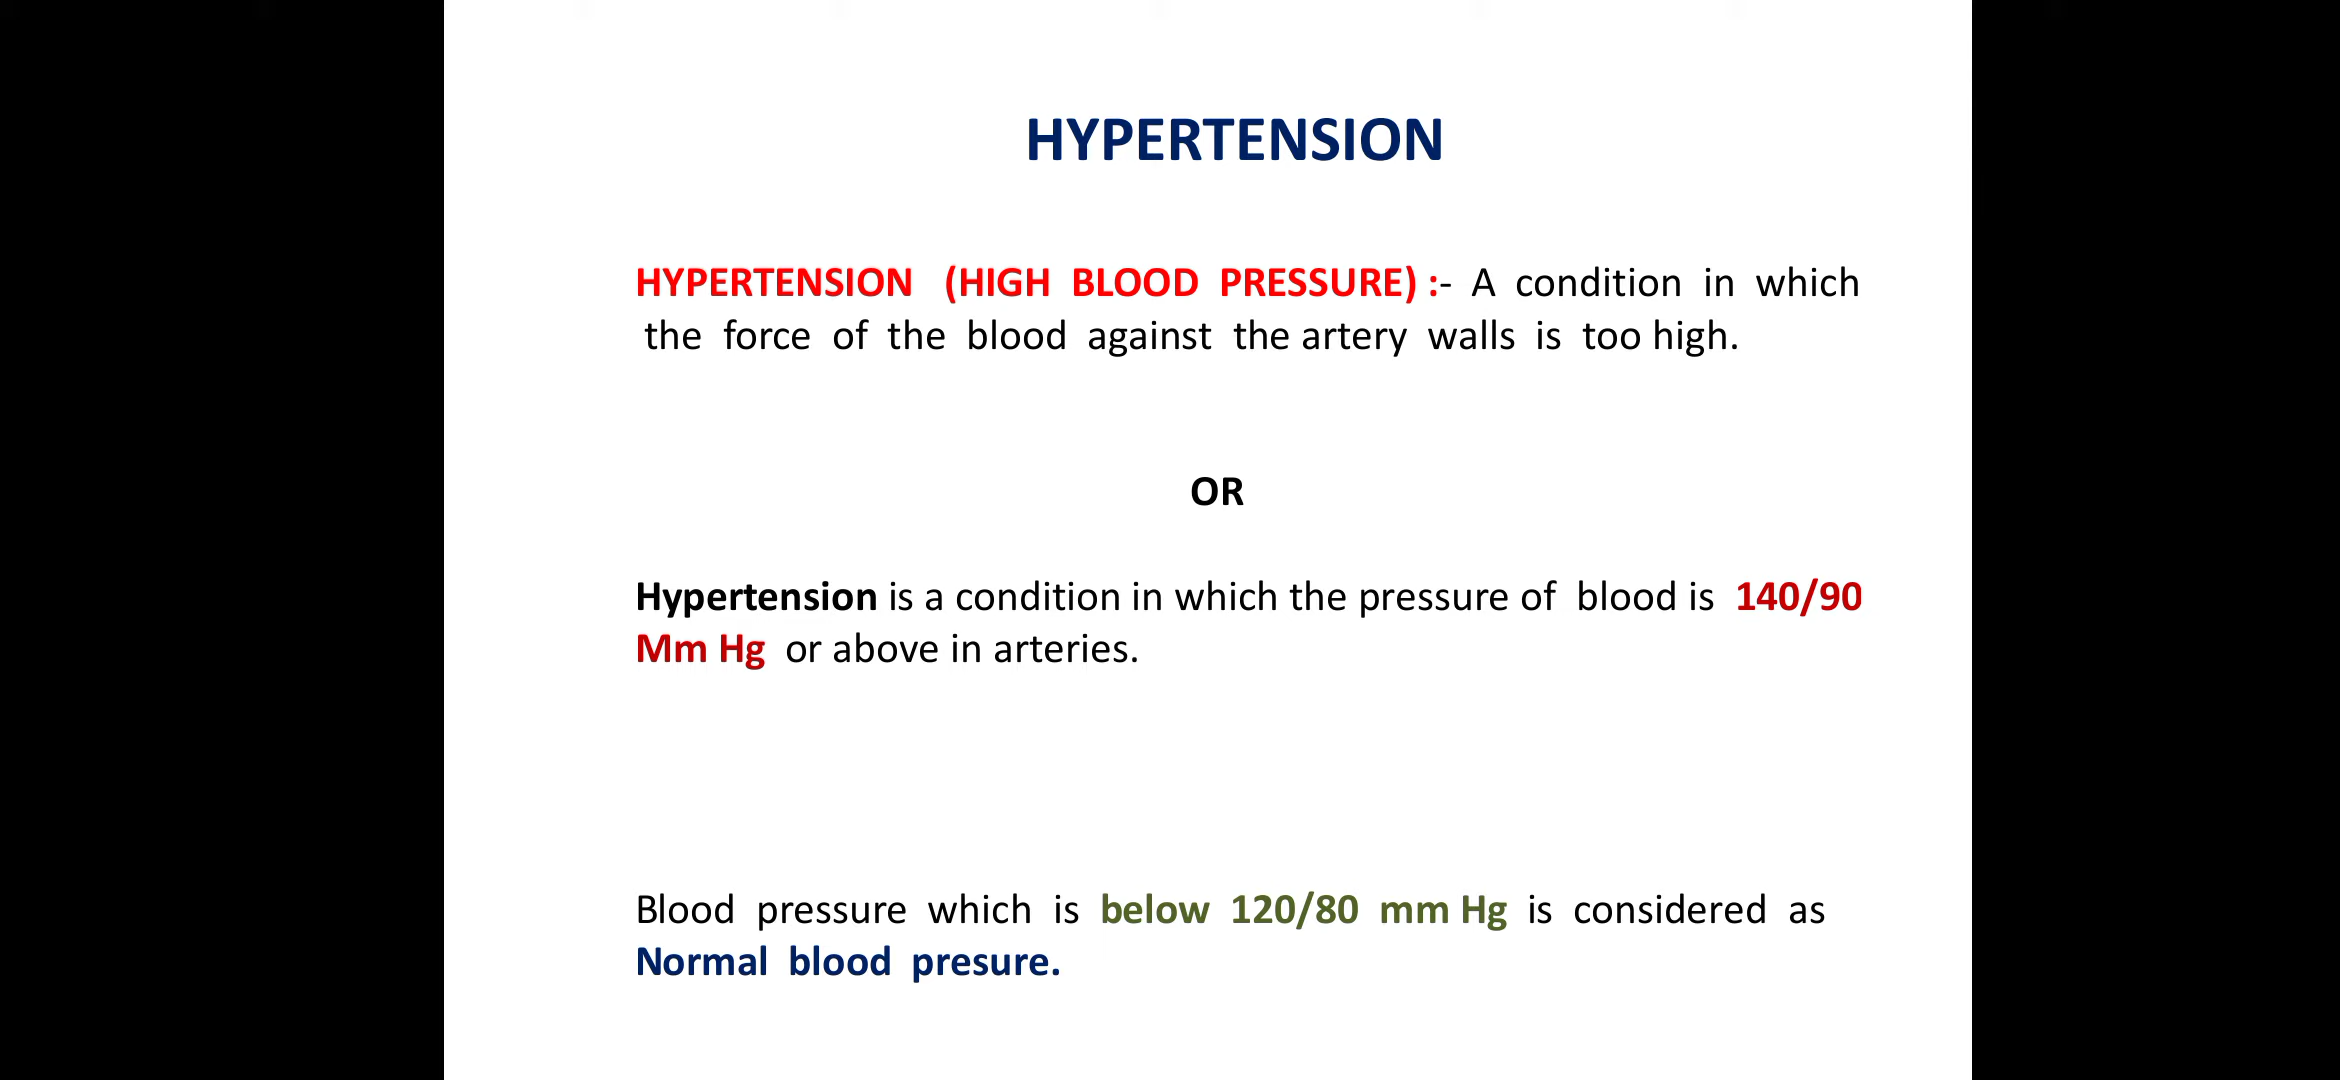 HYPERTENSION
HYPERTENSION (HIGH BLOOD PRESSURE) :- A condition in which
the force of the blood against the artery walls is too high.
OR
Hypertension is a condition in which the pressure of blood is 140/90
Mm Hg or above in arteries.
Blood pressure which is below 120/80 mm Hg is considered as
Normal blood presure.